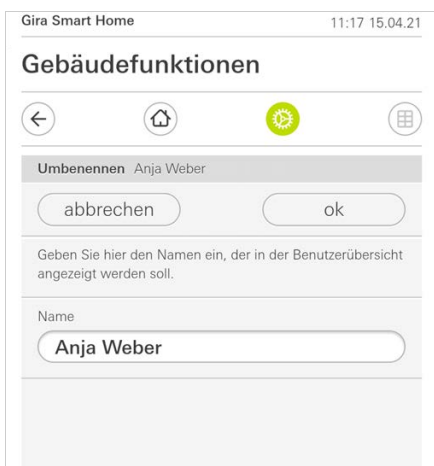 Gira Smart Home 11:17 15.04.21
Gebäudefunktionen
Umbenennen Anja Weber
abbrechen ok
Geben Sie hier den Namen ein, der in der Benutzerübersicht
angezeigt werden soll.
Name
Anja Weber